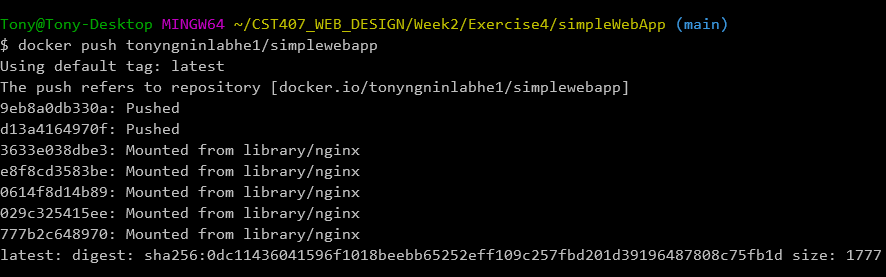 Tony@Tony-Desktop MINGW64 ~/CST407_WEB_DESIGN/Week2/Exercise4/simpleWebApp (main)
$ docker push tonyngninlabhe1/simplewebapp
Using default tag: latest
The push refers to repository [docker.io/tonyngninlabhe1/simplewebapp]
9eb8a0db330a: Pushed
d13a4164970f: Pushed
3633e038dbe3: Mounted from library/nginx
e8f8cd3583be: Mounted from library/nginx
0614f8d14b89: Mounted from library/nginx
029c325415ee: Mounted from library/nginx
777b2c648970: Mounted from library/nginx
latest: digest: sha256:0dc11436041596f1018beebb65252eff109c257fbd201d39196487808c75fb1d size: 1777